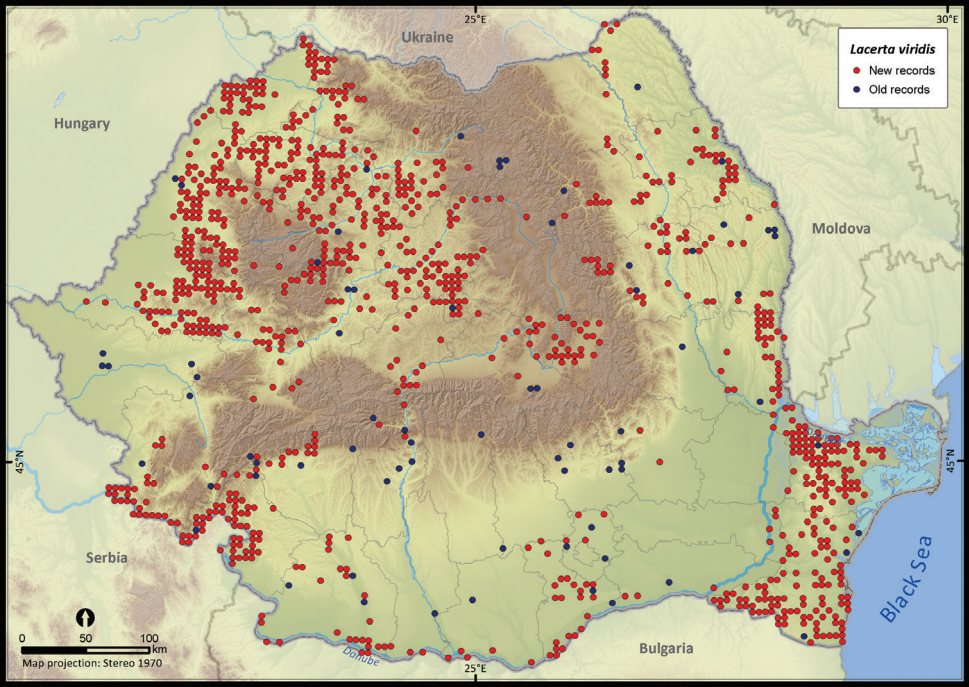 25°E
30°E
Ukraine
Lacerta viridis
New records
Old records
Hungary
Moldova
45°N
45°N
Serbia
Black Sea
0 50 100
km
Map projection: Stereo 1970
Danube
Bulgaria
25°E